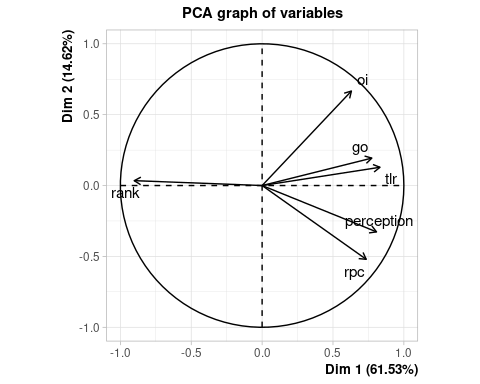 PCA graph of variables
Dim 2 (14.62%)
1.0
0.5
0.0
-0.5
-1.0
oi
go
tlr
rank
perception
rpc
-1.0
-0.5
0.0
0.5
1.0
Dim 1 (61.53%)